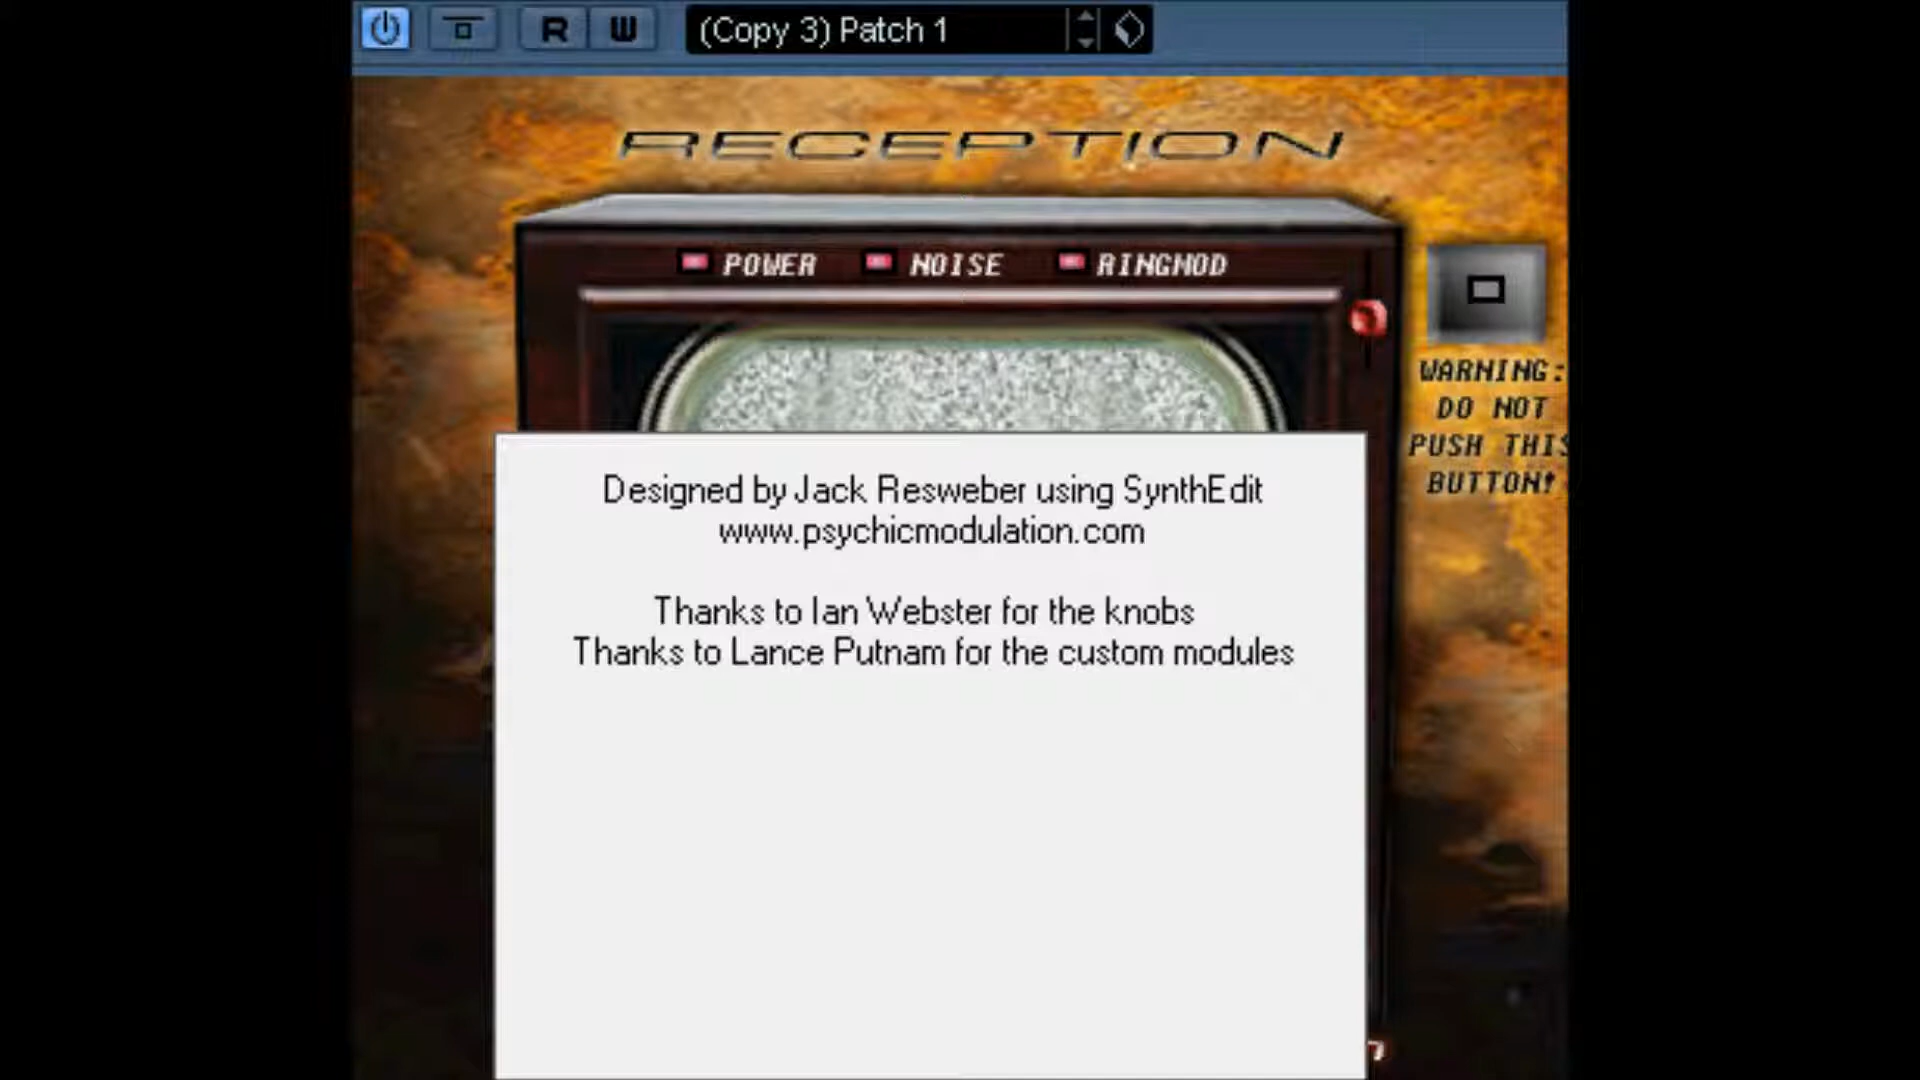 R W (Copy 3) Patch 1
RECEPTION
POWER NOISE RINGMOD
WARNING:
DO NOT
PUSH THIS
BUTTON!
Designed by Jack Resweber using SynthEdit
www.psychicmodulation.com
Thanks to Ian Webster for the knobs
Thanks to Lance Putnam for the custom modules